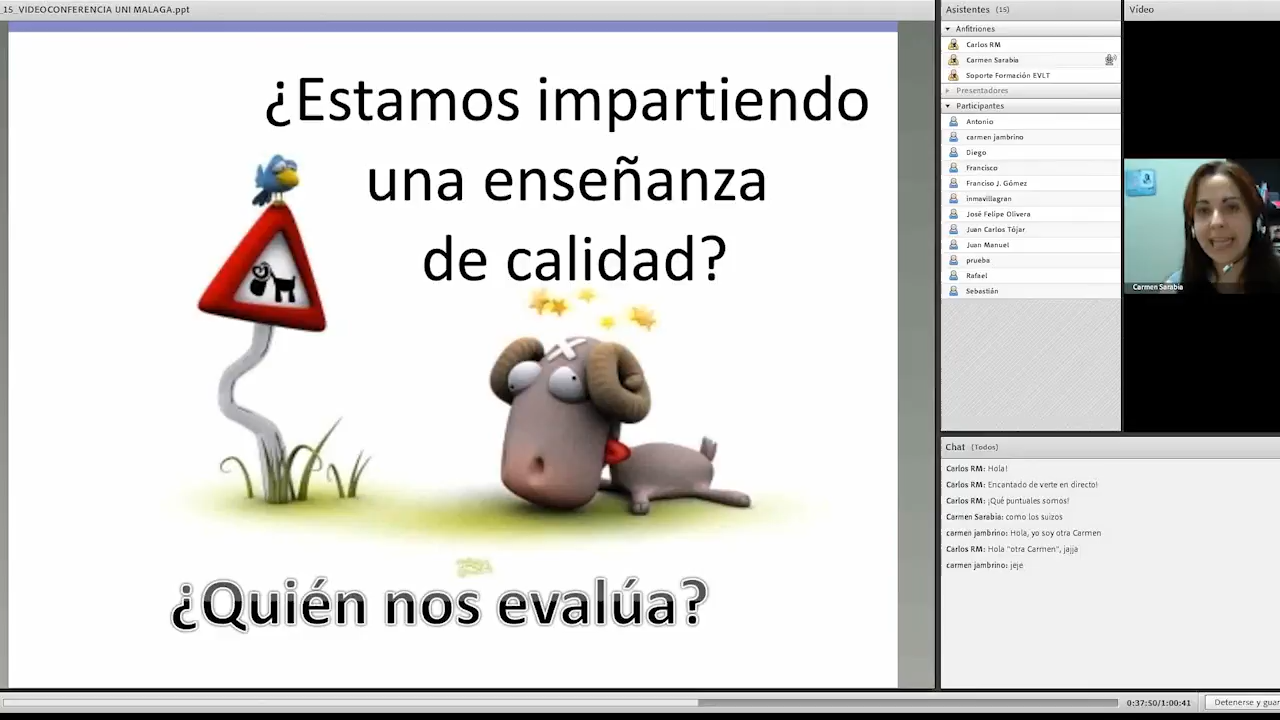 _15_VIDEOCONFERENCIA UNI MALAGA.ppt
¿Estamos impartiendo
una enseñanza
de calidad?
¿Quién nos evalúa?
Asistentes (15)
Anfitriones
Carlos RM
Carmen Sarabia
Soporte Formación EVLT
Presentadores
Participantes
Antonio
carmen jambrino
Diego
Francisco
Franciso J. Gómez
inmavillagran
José Felipe Olivera
Juan Carlos Tójar
Juan Manuel
prueba
Rafael
Sebastián
Vídeo
Carmen Sarabia
Chat (Todos)
Carlos RM: Hola!
Carlos RM: Encantado de verte en directo!
Carlos RM: ¡Qué puntuales somos!
Carmen Sarabia: como los suizos
carmen jambrino: Hola, yo soy otra Carmen
Carlos RM: Hola "otra Carmen", jajja
carmen jambrino: jeje
0:37:50/1:00:41
Detenerse y guar